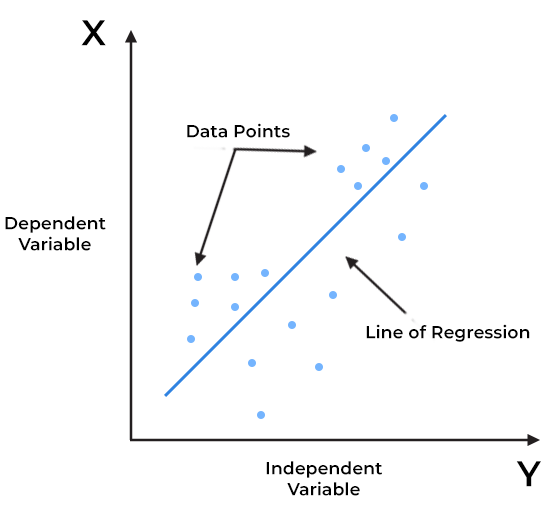 X
Data Points
Dependent
Variable
Line of Regression
Independent
Variable
Y